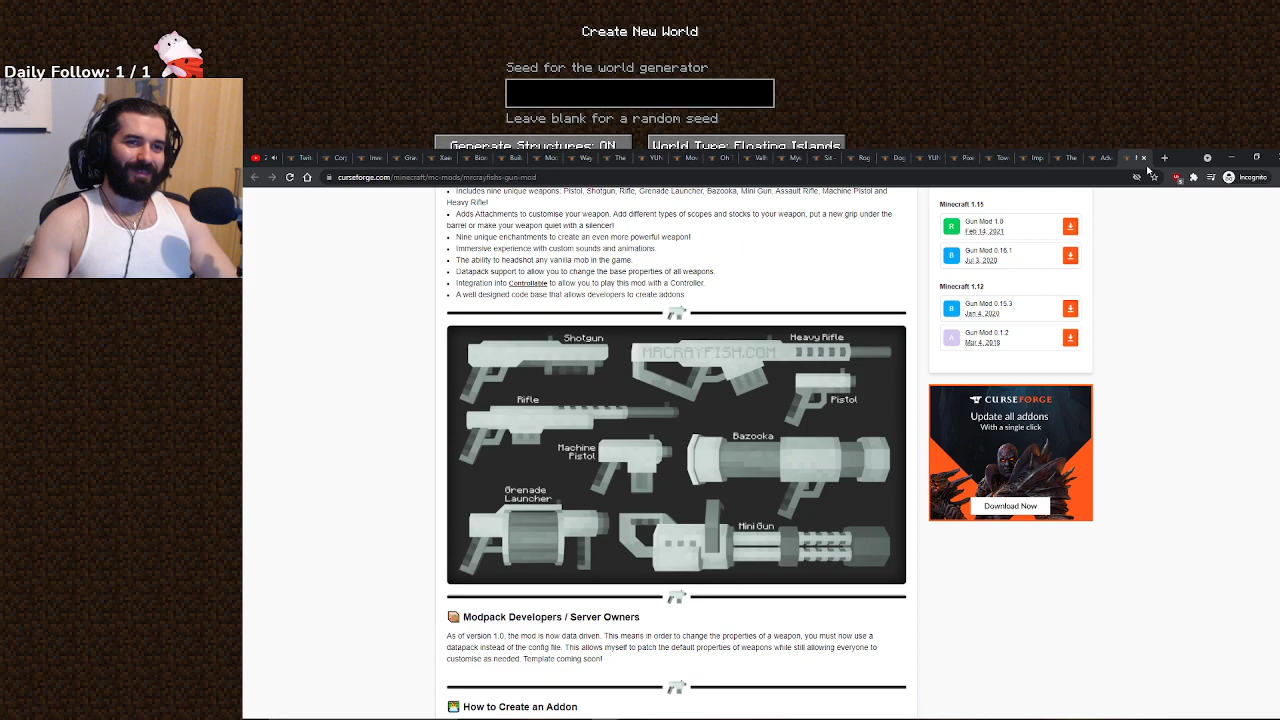 Create New World
Seed for the world generator
Leave blank for a random seed
Generate Structures: ON
World Type: Floating Islands
Daily Follow: 1 / 1
Incognito
curseforge.com/minecraft/mc-mods/mrcrayfishs-gun-mod
• Includes nine unique weapons: Pistol, Shotgun, Rifle, Grenade Launcher, Bazooka, Mini Gun, Assault Rifle, Machine Pistol and
Heavy Rifle!
• Adds Attachments to customise your weapon. Add different types of scopes and stocks to your weapon, put a new grip under the
barrel or make your weapon quiet with a silencer!
• Nine unique enchantments to create an even more powerful weapon!
• Immersive experience with custom sounds and animations.
• The ability to headshot any vanilla mob in the game.
• Datapack support to allow you to change the base properties of all weapons.
• Integration into Controllable to allow you to play this mod with a Controller.
• A well designed code base that allows developers to create addons
Shotgun
Heavy Rifle
MRCRAYFISH.COM
Pistol
Rifle
Machine
Pistol
Bazooka
Grenade
Launcher
Mini Gun
Modpack Developers / Server Owners
As of version 1.0, the mod is now data driven. This means in order to change the properties of a weapon, you must now use a
datapack instead of the config file. This allows myself to patch the default properties of weapons while still allowing everyone to
customise as needed. Template coming soon!
How to Create an Addon
Minecraft 1.15
R
Gun Mod 1.0
Feb 14, 2021
B
Gun Mod 0.16.1
Jul 3, 2020
Minecraft 1.12
B
Gun Mod 0.15.3
Jan 4, 2020
A
Gun Mod 0.1.2
Mar 4, 2018
CURSEFORGE
Update all addons
With a single click
Download Now